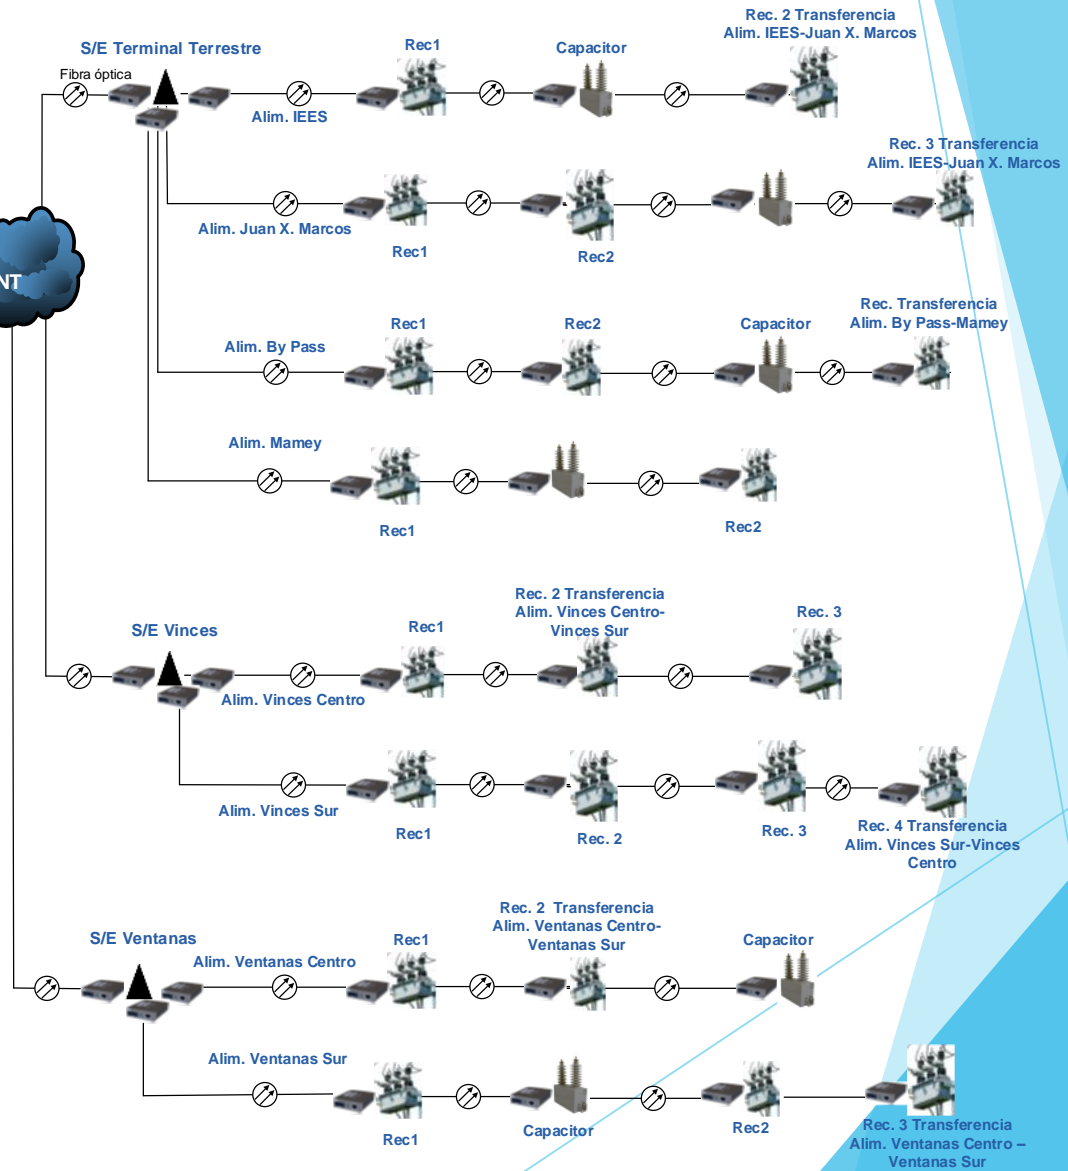 Rec. 2 Transferencia
Alim. IEES-Juan X. Marcos
S/E Terminal Terrestre
Rec1
Capacitor
Fibra óptica
Alim. IEES
Rec. 3 Transferencia
Alim. IEES-Juan X. Marcos
Alim. Juan X. Marcos
Rec1
Rec2
NT
Rec. Transferencia
Alim. By Pass-Mamey
Rec1
Rec2
Capacitor
Alim. By Pass
Alim. Mamey
Rec1
Rec2
Rec. 2 Transferencia
Alim. Vinces Centro-
Vinces Sur
S/E Vinces
Rec1
Rec. 3
Alim. Vinces Centro
Alim. Vinces Sur
Rec1
Rec. 2
Rec. 3
Rec. 4 Transferencia
Alim. Vinces Sur-Vinces
Centro
Rec. 2 Transferencia
Alim. Ventanas Centro-
Ventanas Sur
S/E Ventanas
Rec1
Capacitor
Alim. Ventanas Centro
Alim. Ventanas Sur
Rec1
Capacitor
Rec2
Rec. 3 Transferencia
Alim. Ventanas Centro –
Ventanas Sur